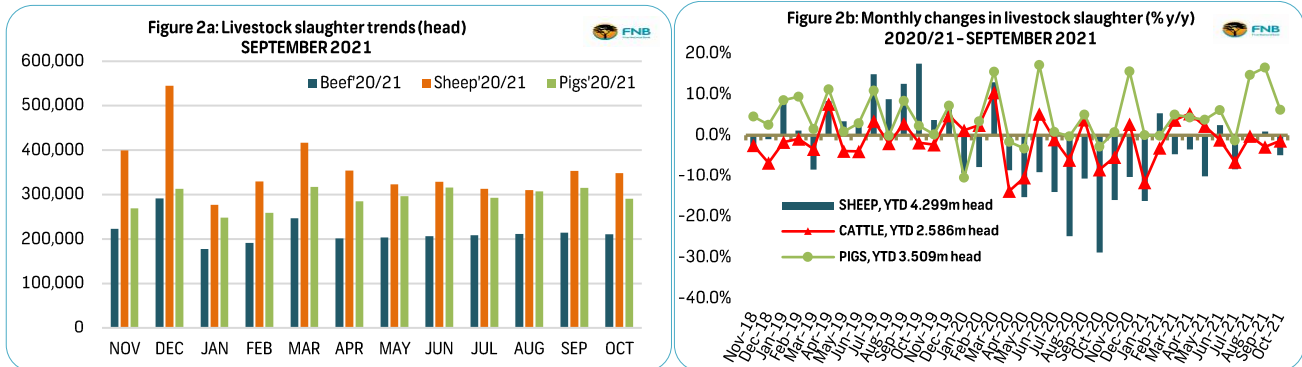 Figure 2a: Livestock slaughter trends (head)
SEPTEMBER 2021
FNB
600,000
500,000
400,000
300,000
200,000
100,000
0
Beef'20/21 Sheep'20/21 Pigs'20/21
NOV DEC JAN FEB MAR APR MAY JUN JUL AUG SEP OCT
Figure 2b: Monthly changes in livestock slaughter (% y/y)
2020/21 – SEPTEMBER 2021
FNB
20.0%
10.0%
0.0%
-10.0%
-20.0%
-30.0%
-40.0%
SHEEP, YTD 4.299m head
CATTLE, YTD 2.586m head
PIGS, YTD 3.509m head
Nov-18 Dec-18 Jan-19 Feb-19 Mar-19 Apr-19 May-19 Jun-19 Jul-19 Aug-19 Sep-19 Oct-19 Nov-19 Dec-19 Jan-20 Feb-20 Mar-20 Apr-20 May-20 Jun-20 Jul-20 Aug-20 Sep-20 Oct-20 Nov-20 Dec-20 Jan-21 Feb-21 Mar-21 Apr-21 May-21 Jun-21 Jul-21 Aug-21 Sep-21 Oct-21